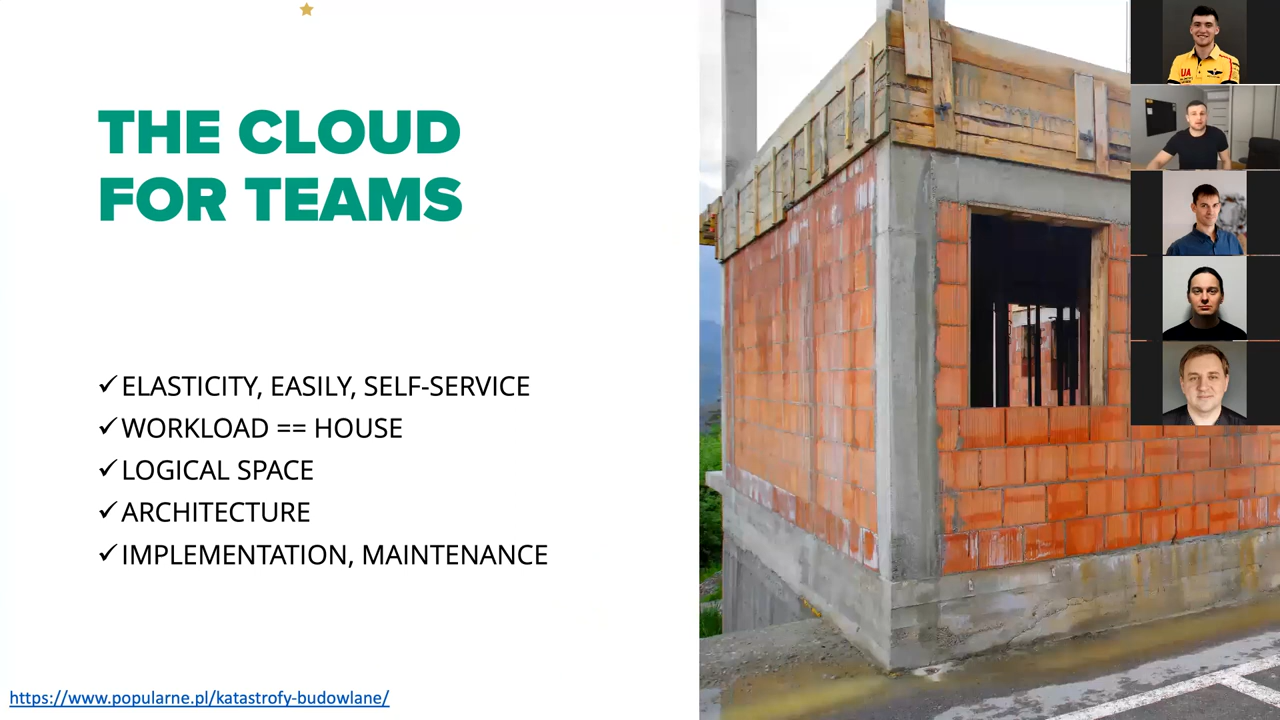 THE CLOUD
FOR TEAMS
✓ELASTICITY, EASILY, SELF-SERVICE
✓WORKLOAD == HOUSE
✓LOGICAL SPACE
✓ARCHITECTURE
✓IMPLEMENTATION, MAINTENANCE
https://www.popularne.pl/katastrofy-budowlane/
UA